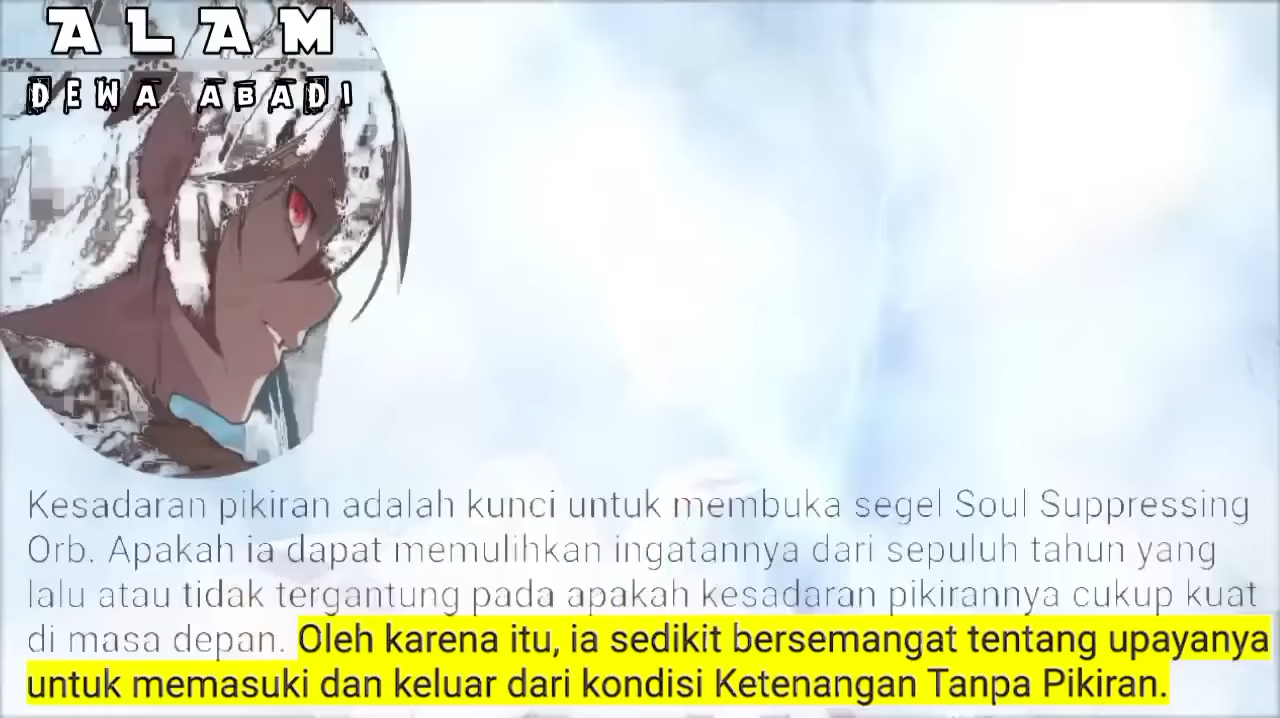 ALAM
DEWA ABADI
Kesadaran pikiran adalah kunci untuk membuka segel Soul Suppressing
Orb. Apakah ia dapat memulihkan ingatannya dari sepuluh tahun yang
lalu atau tidak tergantung pada apakah kesadaran pikirannya cukup kuat
di masa depan. Oleh karena itu, ia sedikit bersemangat tentang upayanya
untuk memasuki dan keluar dari kondisi Ketenangan Tanpa Pikiran.